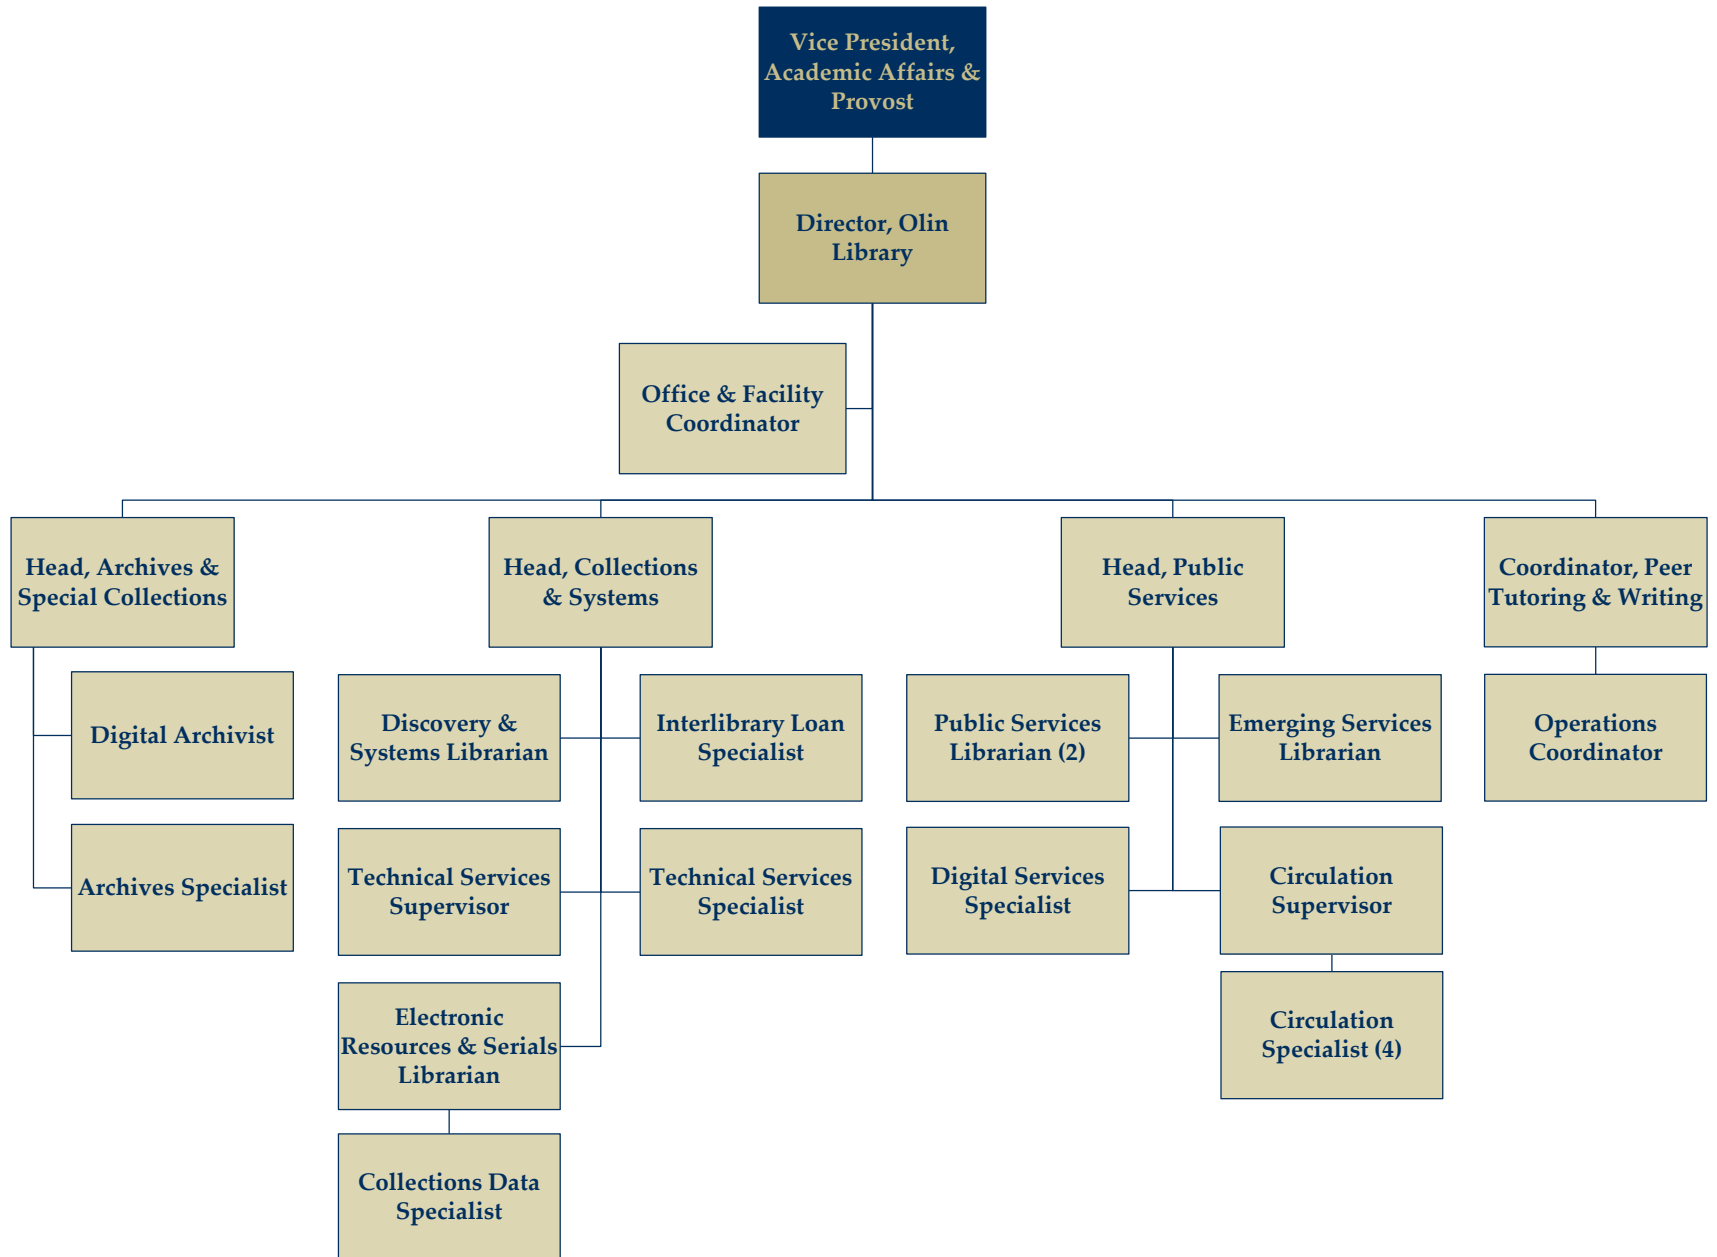 Vice President,
Academic Affairs &
Provost
Director, Olin
Library
Office & Facility
Coordinator
Head, Archives &
Special Collections
Head, Collections
& Systems
Head, Public
Services
Coordinator, Peer
Tutoring & Writing
Digital Archivist
Discovery &
Systems Librarian
Interlibrary Loan
Specialist
Public Services
Librarian (2)
Emerging Services
Librarian
Operations
Coordinator
Archives Specialist
Technical Services
Supervisor
Technical Services
Specialist
Digital Services
Specialist
Circulation
Supervisor
Electronic
Resources & Serials
Librarian
Circulation
Specialist (4)
Collections Data
Specialist